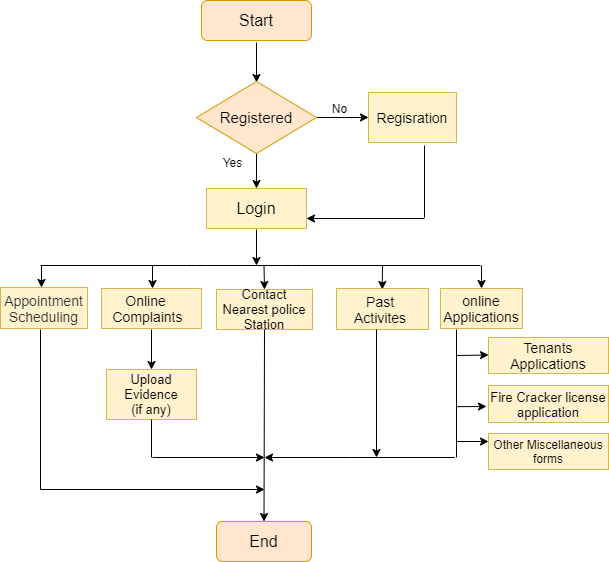 Start
Registered
No
Regisration
Yes
Login
Appointment
Scheduling
Online
Complaints
Contact
Nearest police
Station
Past
Activites
online
Applications
Upload
Evidence
(if any)
Tenants
Applications
Fire Cracker license
application
Other Miscellaneous
forms
End